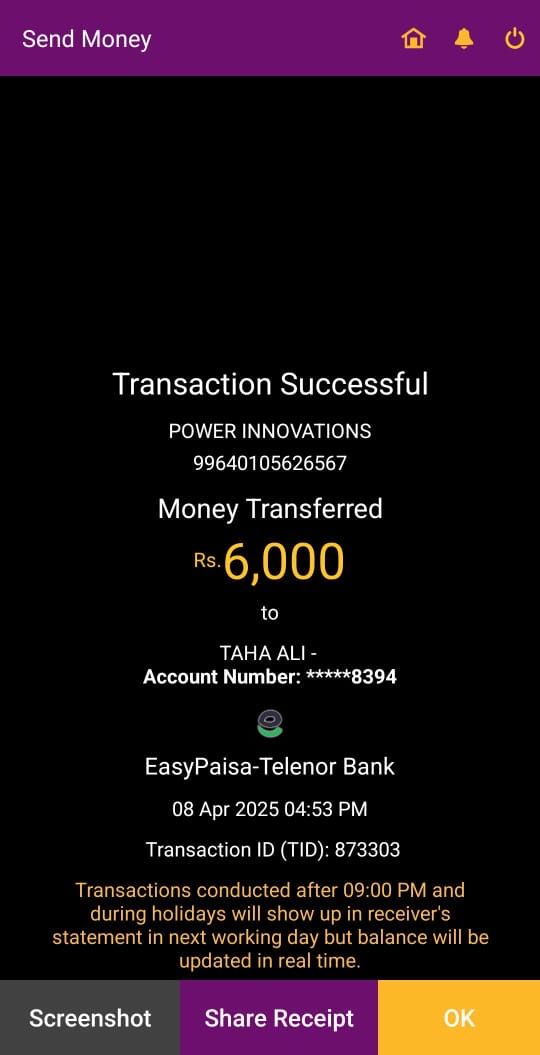 Send Money
Transaction Successful
POWER INNOVATIONS
99640105626567
Money Transferred
Rs.6,000
to
TAHA ALI -
Account Number: *****8394
EasyPaisa-Telenor Bank
08 Apr 2025 04:53 PM
Transaction ID (TID): 873303
Transactions conducted after 09:00 PM and
during holidays will show up in receiver's
statement in next working day but balance will be
updated in real time.
Screenshot
Share Receipt
OK